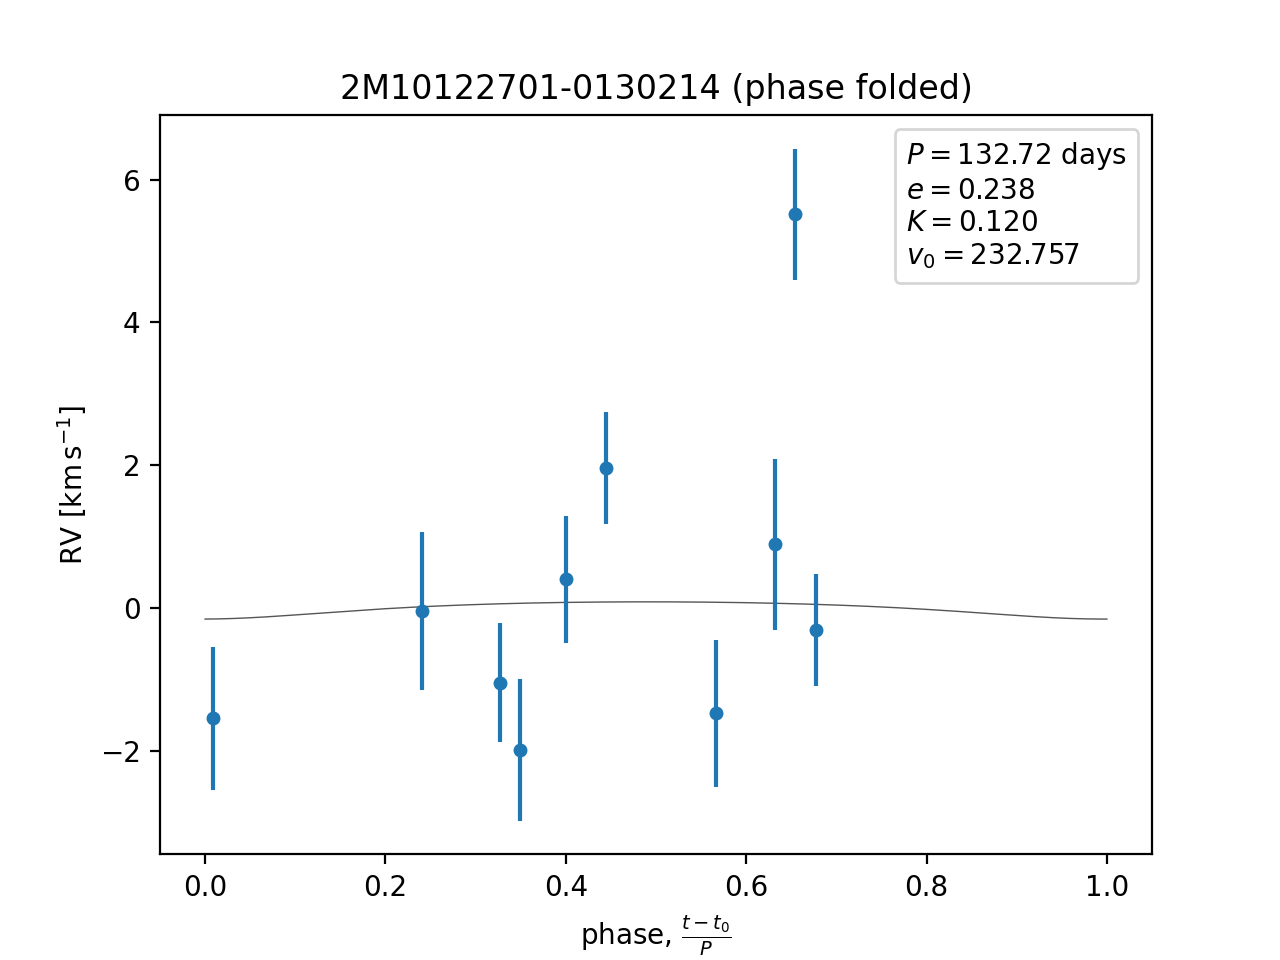 2M10122701-0130214 (phase folded)
P = 132.72 days
e = 0.238
K = 0.120
v₀ = 232.757
6
4
2
0
−2
RV [km s⁻¹]
0.0 0.2 0.4 0.6 0.8 1.0
phase, (t − t₀)/P